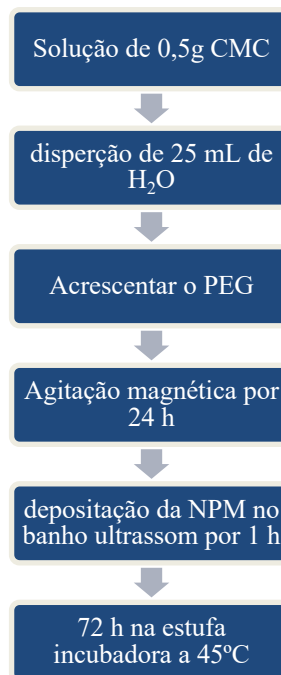 Solução de 0,5g CMC
disperção de 25 mL de
H₂O
Acrescentar o PEG
Agitação magnética por
24 h
depositação da NPM no
banho ultrassom por 1 h
72 h na estufa
incubadora a 45ºC